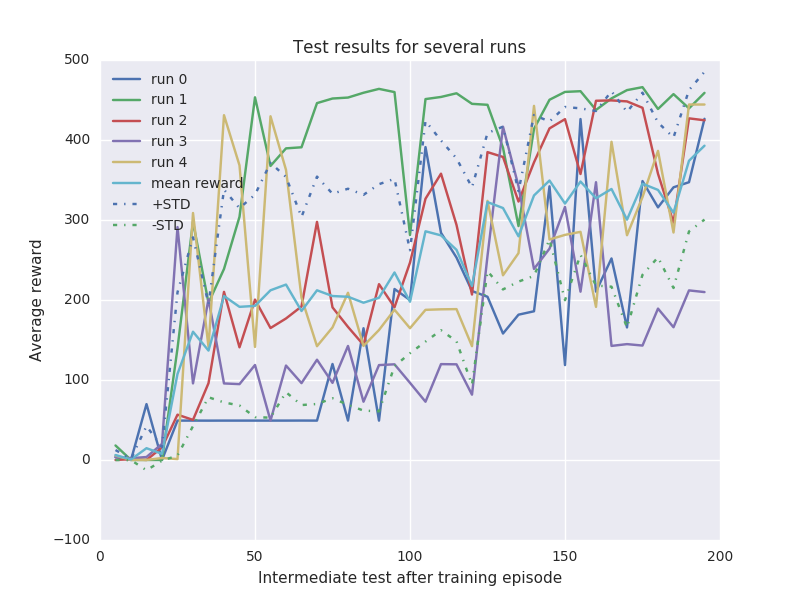 Test results for several runs
500
400
300
200
100
0
−100
run 0
run 1
run 2
run 3
run 4
mean reward
+STD
-STD
Average reward
0 50 100 150 200
Intermediate test after training episode